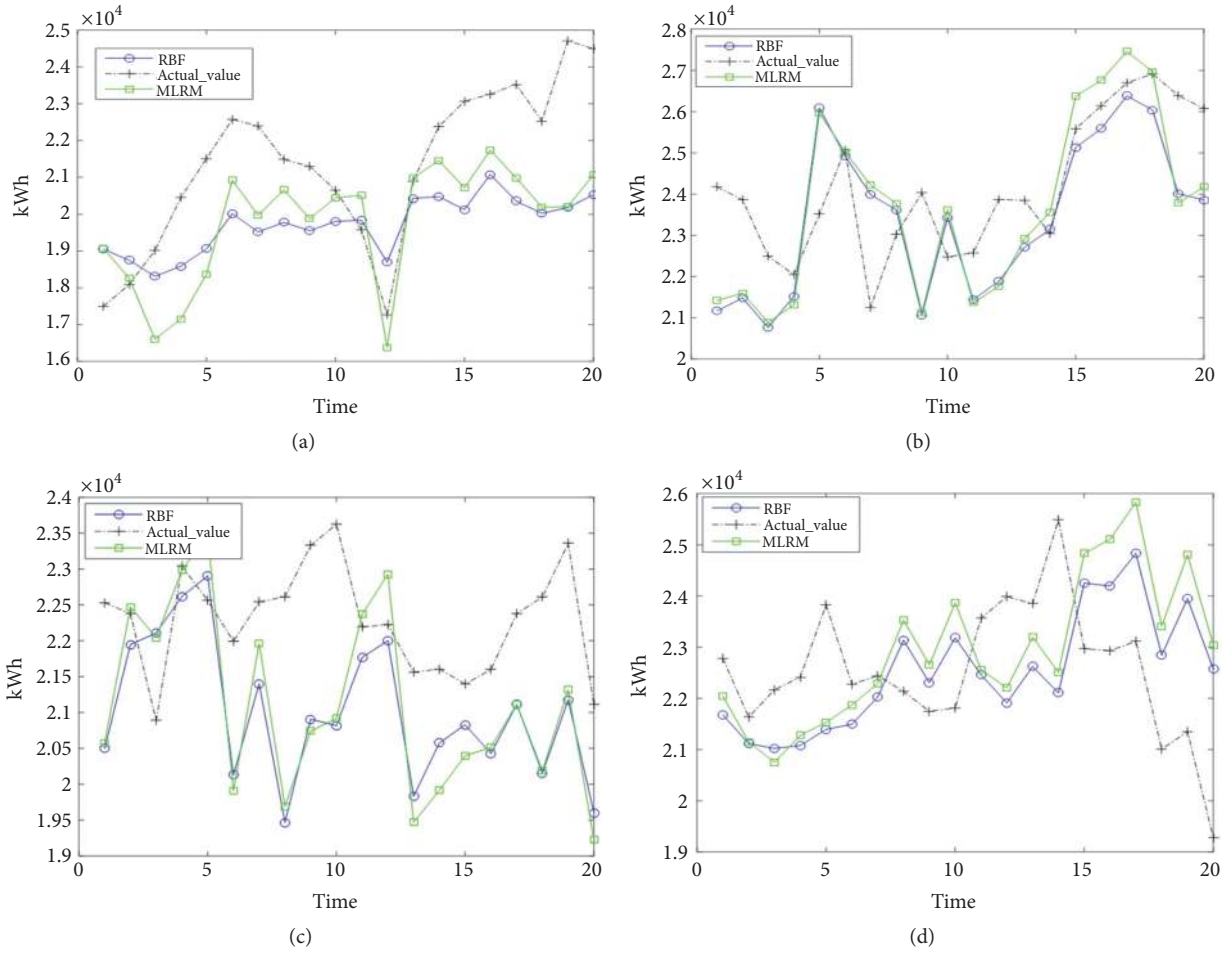 ×10⁴
2.5
2.4
2.3
2.2
2.1
2
1.9
1.8
1.7
1.6
kWh
RBF
Actual_value
MLRM
0 5 10 15 20
Time
(a)
×10⁴
2.8
2.7
2.6
2.5
2.4
2.3
2.2
2.1
2
kWh
RBF
Actual_value
MLRM
0 5 10 15 20
Time
(b)
×10⁴
2.4
2.35
2.3
2.25
2.2
2.15
2.1
2.05
2
1.95
1.9
kWh
RBF
Actual_value
MLRM
0 5 10 15 20
Time
(c)
×10⁴
2.6
2.5
2.4
2.3
2.2
2.1
2
1.9
kWh
RBF
Actual_value
MLRM
0 5 10 15 20
Time
(d)